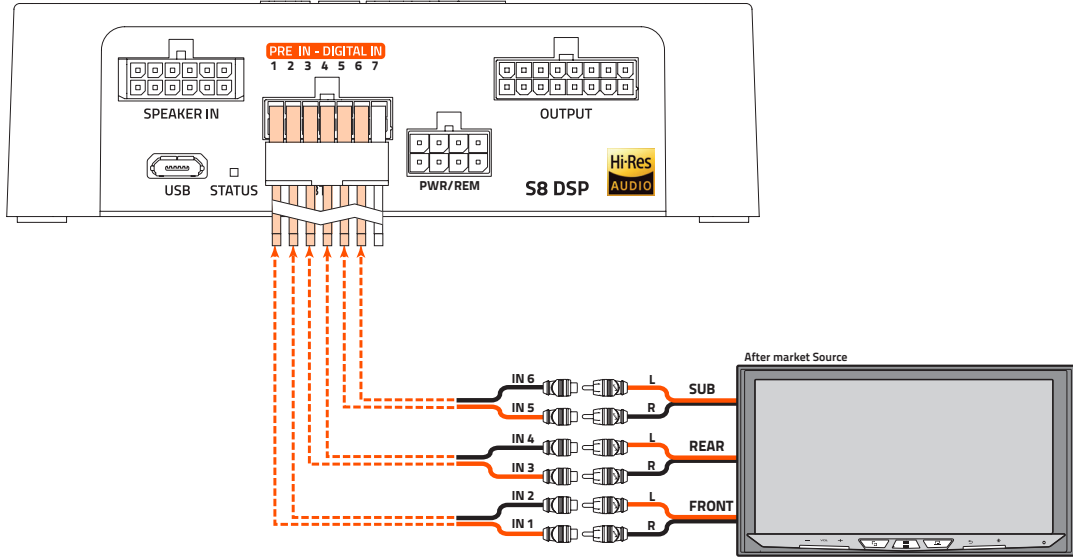 PRE IN - DIGITAL IN
1 2 3 4 5 6 7
SPEAKER IN
OUTPUT
USB
STATUS
PWR/REM
S8 DSP
Hi-Res
AUDIO
After market Source
IN 6
L
SUB
IN 5
R
IN 4
L
REAR
IN 3
R
IN 2
L
FRONT
IN 1
R